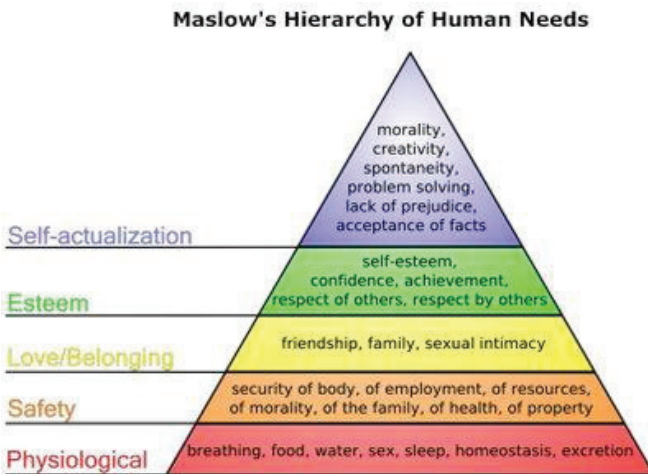 Maslow's Hierarchy of Human Needs
morality,
creativity,
spontaneity,
problem solving,
lack of prejudice,
acceptance of facts
Self-actualization
self-esteem,
confidence, achievement,
respect of others, respect by others
Esteem
friendship, family, sexual intimacy
Love/Belonging
security of body, of employment, of resources,
of morality, of the family, of health, of property
Safety
breathing, food, water, sex, sleep, homeostasis, excretion
Physiological